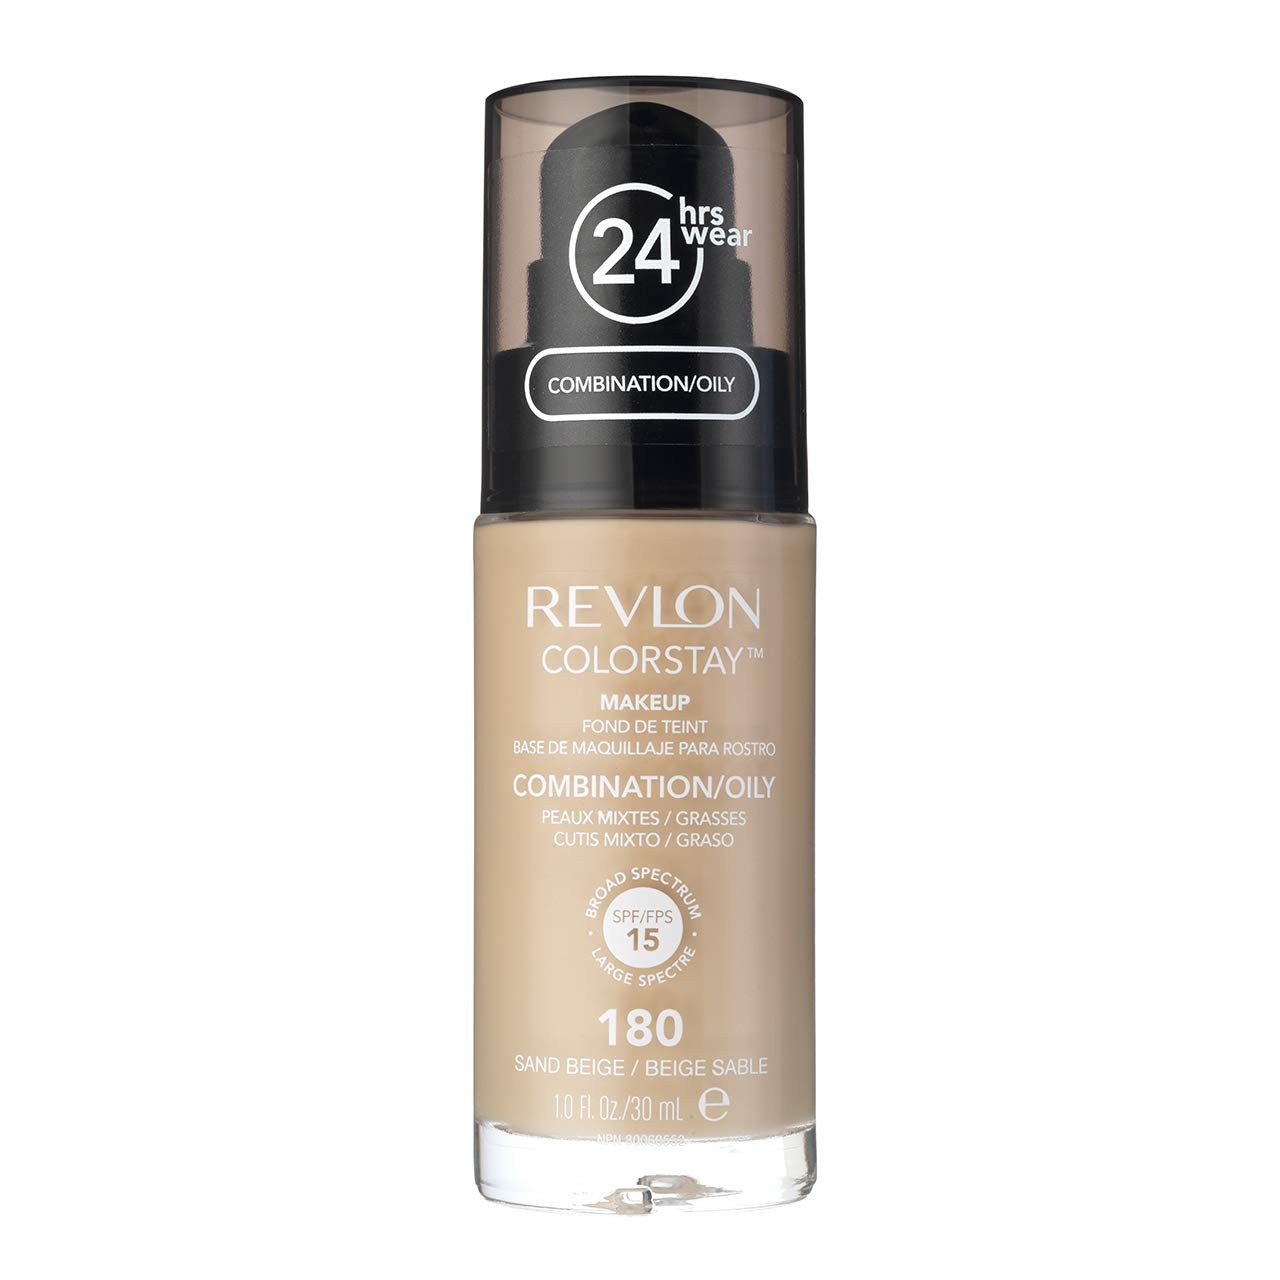 24 hrs
wear
COMBINATION/OILY
REVLON
COLORSTAY™
MAKEUP
FOND DE TEINT
BASE DE MAQUILLAJE PARA ROSTRO
COMBINATION/OILY
PEAUX MIXTES / GRASSES
CUTIS MIXTO / GRASO
BROAD SPECTRUM
SPF/FPS
15
LARGE SPECTRE
180
SAND BEIGE / BEIGE SABLE
1.0 Fl. Oz./30 mL e
NPN